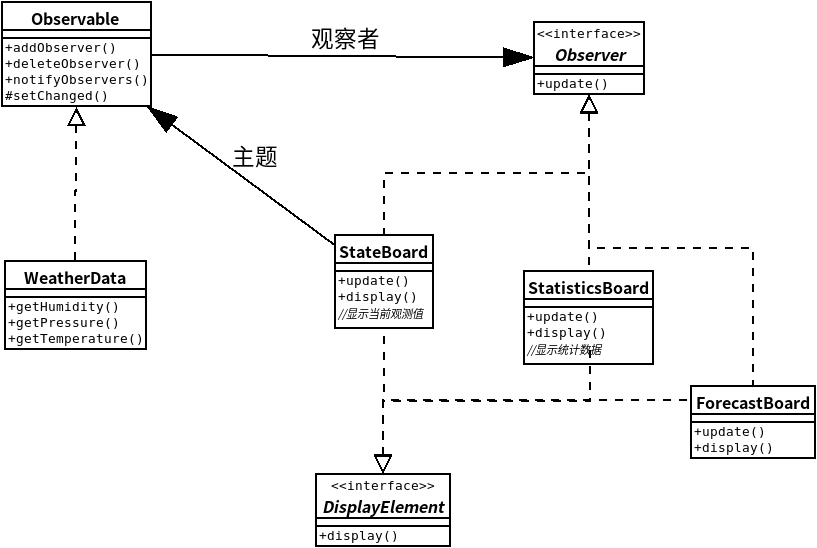 Observable
+addObserver()
+deleteObserver()
+notifyObservers()
#setChanged()
观察者
<<interface>>
Observer
+update()
主题
WeatherData
+getHumidity()
+getPressure()
+getTemperature()
StateBoard
+update()
+display()
//显示当前观测值
StatisticsBoard
+update()
+display()
//显示统计数据
ForecastBoard
+update()
+display()
<<interface>>
DisplayElement
+display()